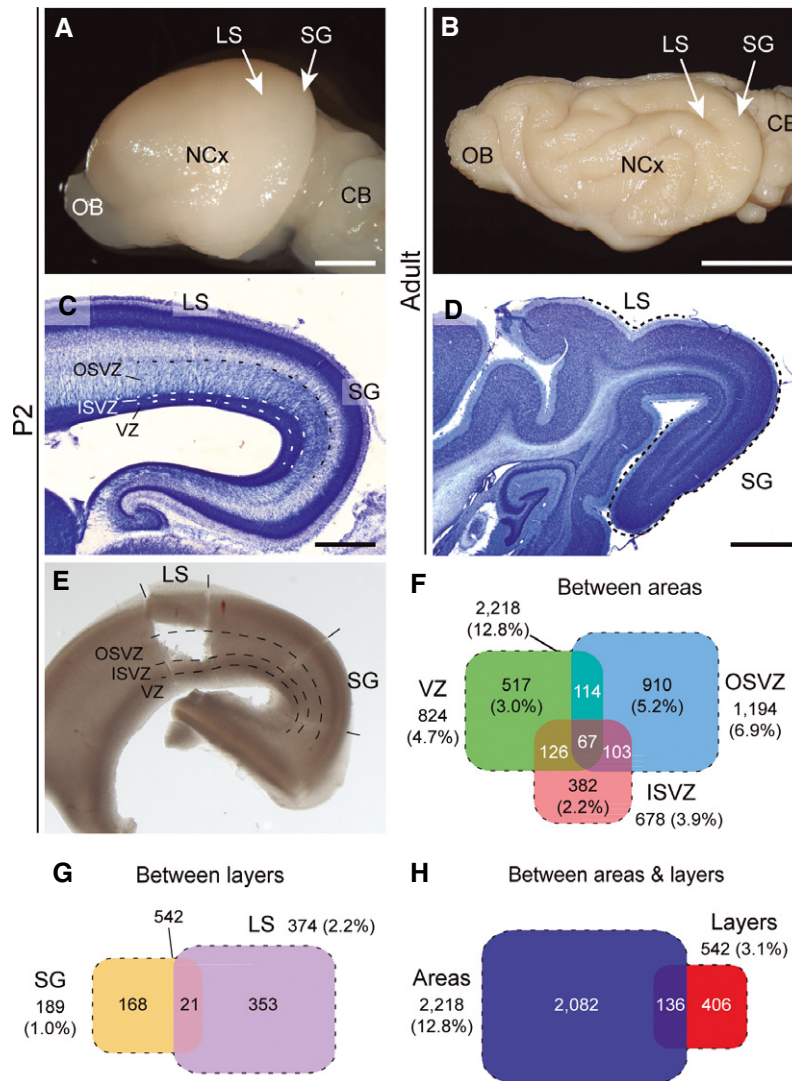 A
LS
SG
NCx
OB
CB
B
LS
SG
OB
NCx
CB
P2
Adult
C
LS
OSVZ
ISVZ
VZ
SG
D
LS
SG
E
LS
OSVZ
ISVZ
VZ
SG
F
Between areas
2,218
(12.8%)
VZ
824
(4.7%)
517
(3.0%)
114
910
(5.2%)
OSVZ
1,194
(6.9%)
126
67
103
382
(2.2%)
ISVZ
678 (3.9%)
G
Between layers
542
LS 374 (2.2%)
SG
189
(1.0%)
168
21
353
H
Between areas & layers
Layers
542 (3.1%)
Areas
2,218
(12.8%)
2,082
136
406